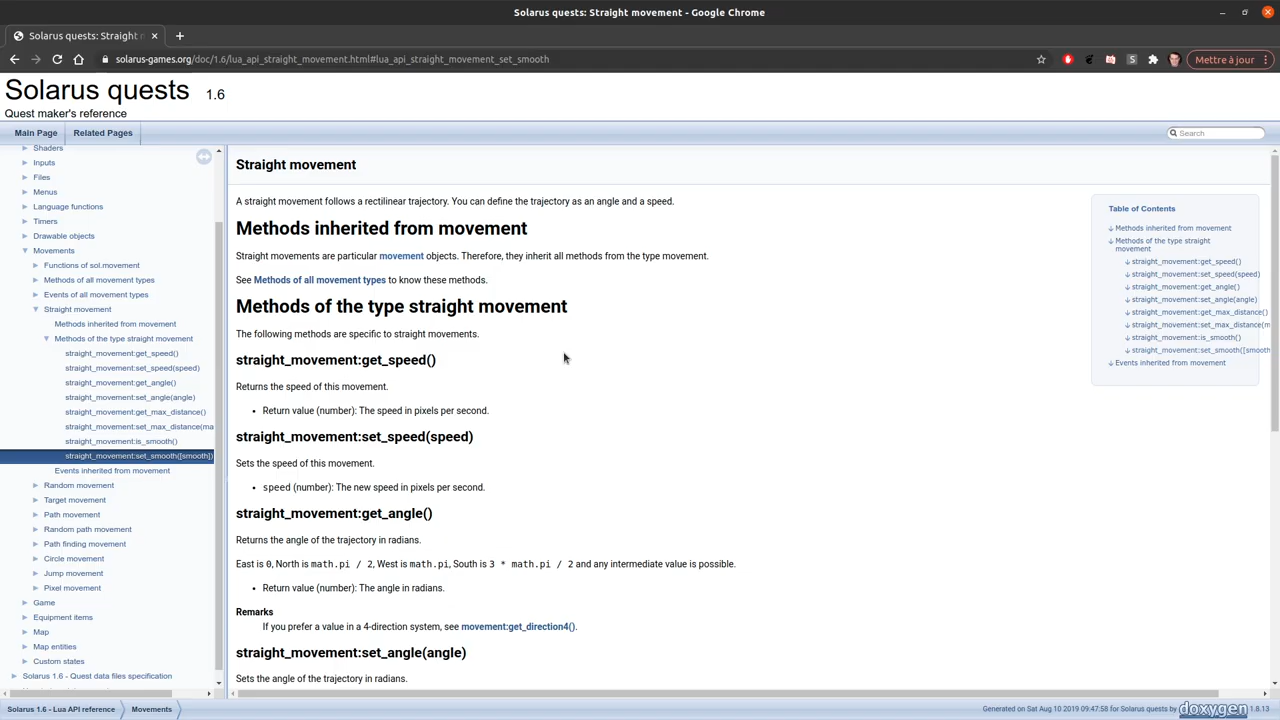 Solarus quests: Straight movement - Google Chrome
Solarus quests: Straight m
solarus-games.org/doc/1.6/lua_api_straight_movement.html#lua_api_straight_movement_set_smooth
Mettre à jour
Solarus quests 1.6
Quest maker's reference
Main Page
Related Pages
Search
Shaders
Inputs
Files
Menus
Language functions
Timers
Drawable objects
Movements
Functions of sol.movement
Methods of all movement types
Events of all movement types
Straight movement
Methods inherited from movement
Methods of the type straight movement
straight_movement:get_speed()
straight_movement:set_speed(speed)
straight_movement:get_angle()
straight_movement:set_angle(angle)
straight_movement:get_max_distance()
straight_movement:set_max_distance(ma
straight_movement:is_smooth()
straight_movement:set_smooth([smooth])
Events inherited from movement
Random movement
Target movement
Path movement
Random path movement
Path finding movement
Circle movement
Jump movement
Pixel movement
Game
Equipment items
Map
Map entities
Custom states
Solarus 1.6 - Quest data files specification
Straight movement
A straight movement follows a rectilinear trajectory. You can define the trajectory as an angle and a speed.
Methods inherited from movement
Straight movements are particular movement objects. Therefore, they inherit all methods from the type movement.
See Methods of all movement types to know these methods.
Methods of the type straight movement
The following methods are specific to straight movements.
straight_movement:get_speed()
Returns the speed of this movement.
• Return value (number): The speed in pixels per second.
straight_movement:set_speed(speed)
Sets the speed of this movement.
• speed (number): The new speed in pixels per second.
straight_movement:get_angle()
Returns the angle of the trajectory in radians.
East is 0, North is math.pi / 2, West is math.pi, South is 3 * math.pi / 2 and any intermediate value is possible.
• Return value (number): The angle in radians.
Remarks
If you prefer a value in a 4-direction system, see movement:get_direction4().
straight_movement:set_angle(angle)
Sets the angle of the trajectory in radians.
Table of Contents
↓ Methods inherited from movement
↓ Methods of the type straight
movement
↓ straight_movement:get_speed()
↓ straight_movement:set_speed(speed)
↓ straight_movement:get_angle()
↓ straight_movement:set_angle(angle)
↓ straight_movement:get_max_distance()
↓ straight_movement:set_max_distance(m
↓ straight_movement:is_smooth()
↓ straight_movement:set_smooth([smooth
↓ Events inherited from movement
Solarus 1.6 - Lua API reference
Movements
Generated on Sat Aug 10 2019 09:47:58 for Solarus quests by doxygen 1.8.13